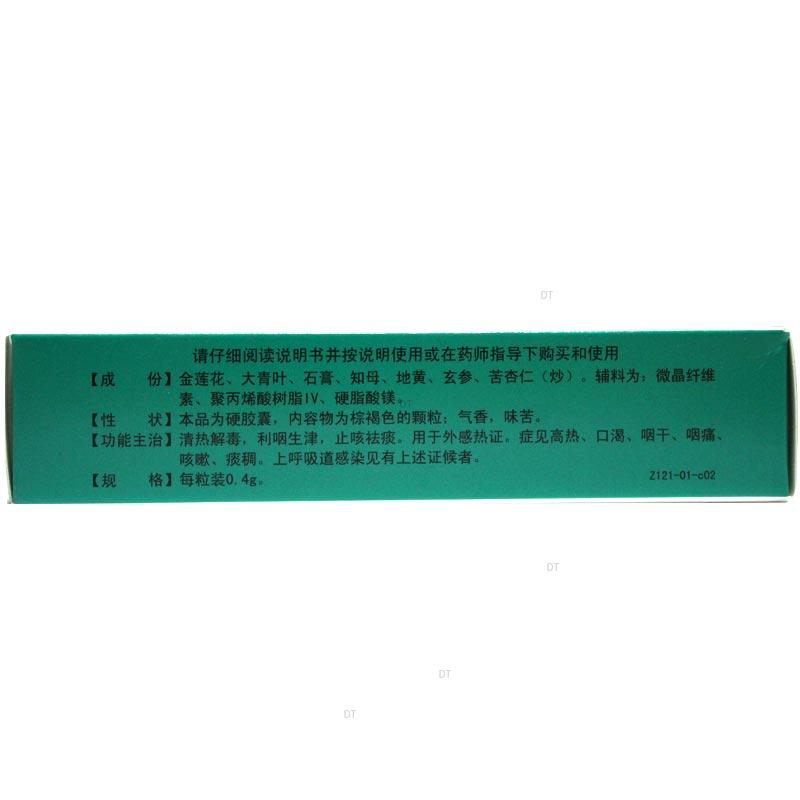 DT
请仔细阅读说明书并按说明使用或在药师指导下购买和使用
【成　份】金莲花、大青叶、石膏、知母、地黄、玄参、苦杏仁（炒）。辅料为：微晶纤维
素、聚丙烯酸树脂IV、硬脂酸镁。
DT
【性　状】本品为硬胶囊，内容物为棕褐色的颗粒；气香，味苦。
【功能主治】清热解毒，利咽生津，止咳祛痰。用于外感热证。症见高热、口渴、咽干、咽痛、
咳嗽、痰稠。上呼吸道感染见有上述证候者。
【规　格】每粒装0.4g。
Z121-01-c02
DT
DT
DT